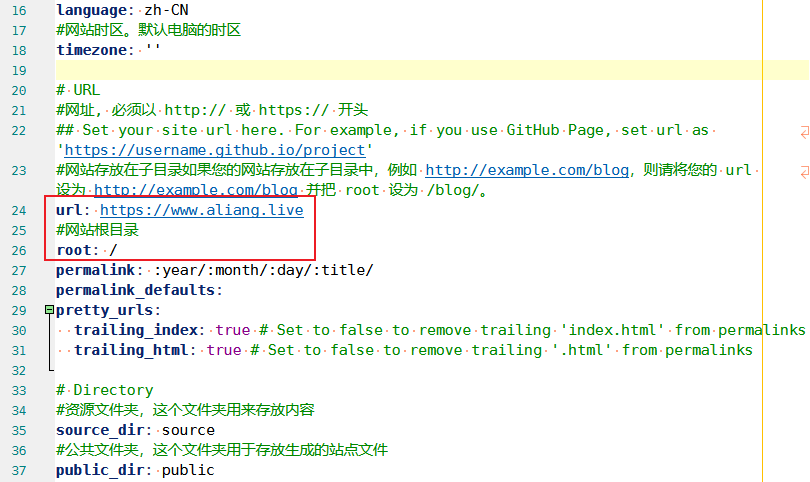 16 language: zh-CN
17 #网站时区。默认电脑的时区
18 timezone: ''
19
20 # URL
21 #网址, 必须以 http:// 或 https:// 开头
22 ## Set your site url here. For example, if you use GitHub Page, set url as
'https://username.github.io/project'
23 #网站存放在子目录如果您的网站存放在子目录中，例如 http://example.com/blog，则请将您的 url
设为 http://example.com/blog 并把 root 设为 /blog/。
24 url: https://www.aliang.live
25 #网站根目录
26 root: /
27 permalink: :year/:month/:day/:title/
28 permalink_defaults:
29 pretty_urls:
30 trailing_index: true # Set to false to remove trailing 'index.html' from permalinks
31 trailing_html: true # Set to false to remove trailing '.html' from permalinks
32
33 # Directory
34 #资源文件夹，这个文件夹用来存放内容
35 source_dir: source
36 #公共文件夹，这个文件夹用于存放生成的站点文件
37 public_dir: public